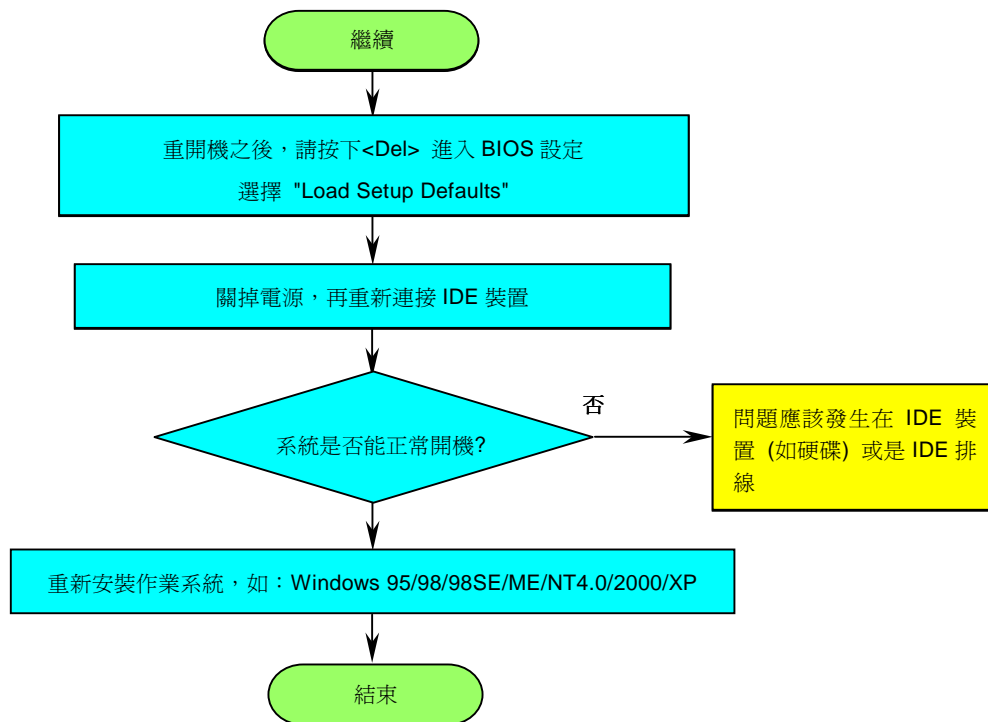 繼續
重開機之後，請按下<Del> 進入 BIOS 設定
選擇 "Load Setup Defaults"
關掉電源，再重新連接 IDE 裝置
系統是否能正常開機?
否
問題應該發生在 IDE 裝
置 (如硬碟) 或是 IDE 排
線
重新安裝作業系統，如：Windows 95/98/98SE/ME/NT4.0/2000/XP
結束